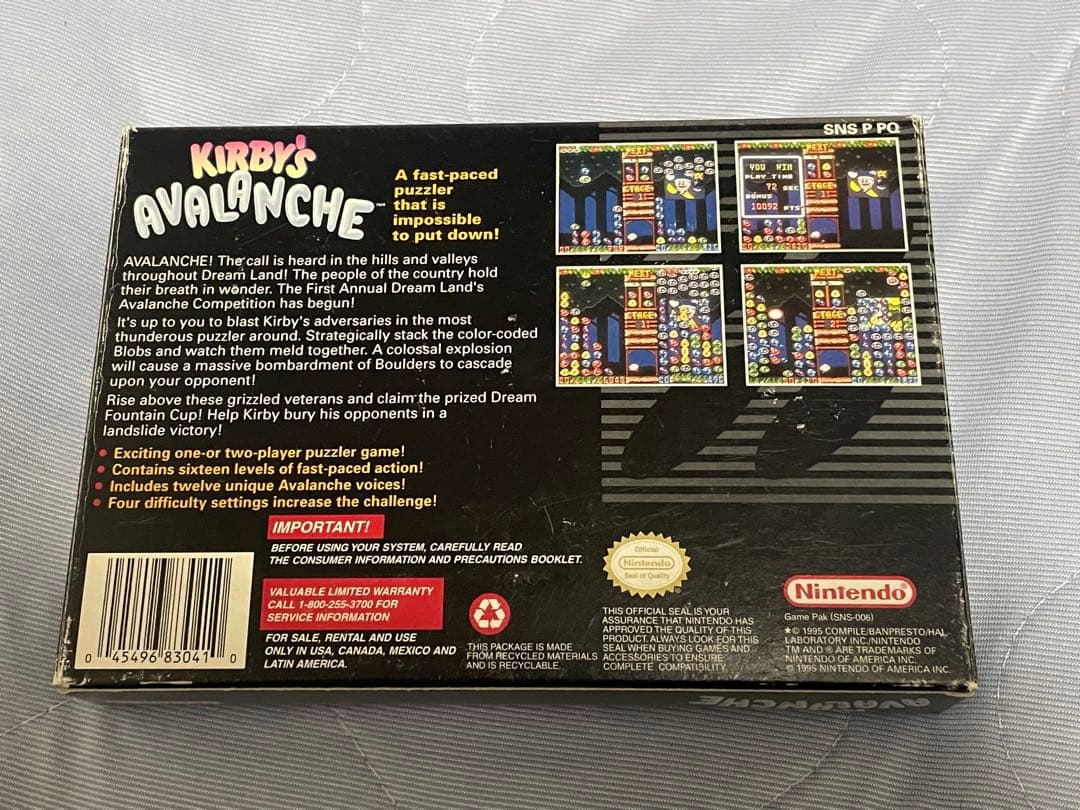 KIRBY'S
AVALANCHE™
A fast-paced
puzzler
that is
impossible
to put down!
AVALANCHE! The call is heard in the hills and valleys
throughout Dream Land! The people of the country hold
their breath in wonder. The First Annual Dream Land's
Avalanche Competition has begun!
It's up to you to blast Kirby's adversaries in the most
thunderous puzzler around. Strategically stack the color-coded
Blobs and watch them meld together. A colossal explosion
will cause a massive bombardment of Boulders to cascade
upon your opponent!
Rise above these grizzled veterans and claim the prized Dream
Fountain Cup! Help Kirby bury his opponents in a
landslide victory!
• Exciting one-or two-player puzzler game!
• Contains sixteen levels of fast-paced action!
• Includes twelve unique Avalanche voices!
• Four difficulty settings increase the challenge!
SNS P PQ
NEXT
STAGE
1
NEXT
YOU WIN
PLAY TIME
72 SEC
BONUS
10092 PTS
STAGE
NEXT
STAGE
NEXT
STAGE
IMPORTANT!
BEFORE USING YOUR SYSTEM, CAREFULLY READ
THE CONSUMER INFORMATION AND PRECAUTIONS BOOKLET.
0 45496 83041 0
VALUABLE LIMITED WARRANTY
CALL 1-800-255-3700 FOR
SERVICE INFORMATION
FOR SALE, RENTAL AND USE
ONLY IN USA, CANADA, MEXICO AND
LATIN AMERICA.
THIS PACKAGE IS MADE
FROM RECYCLED MATERIALS
AND IS RECYCLABLE.
Official
Nintendo
Seal of Quality
THIS OFFICIAL SEAL IS YOUR
ASSURANCE THAT NINTENDO HAS
APPROVED THE QUALITY OF THIS
PRODUCT. ALWAYS LOOK FOR THIS
SEAL WHEN BUYING GAMES AND
ACCESSORIES TO ENSURE
COMPLETE COMPATIBILITY.
Nintendo®
Game Pak (SNS-006)
© 1995 COMPILE/BANPRESTO/HAL
LABORATORY INC./NINTENDO
TM AND ® ARE TRADEMARKS OF
NINTENDO OF AMERICA INC.
© 1995 NINTENDO OF AMERICA INC.
AVALANCHE